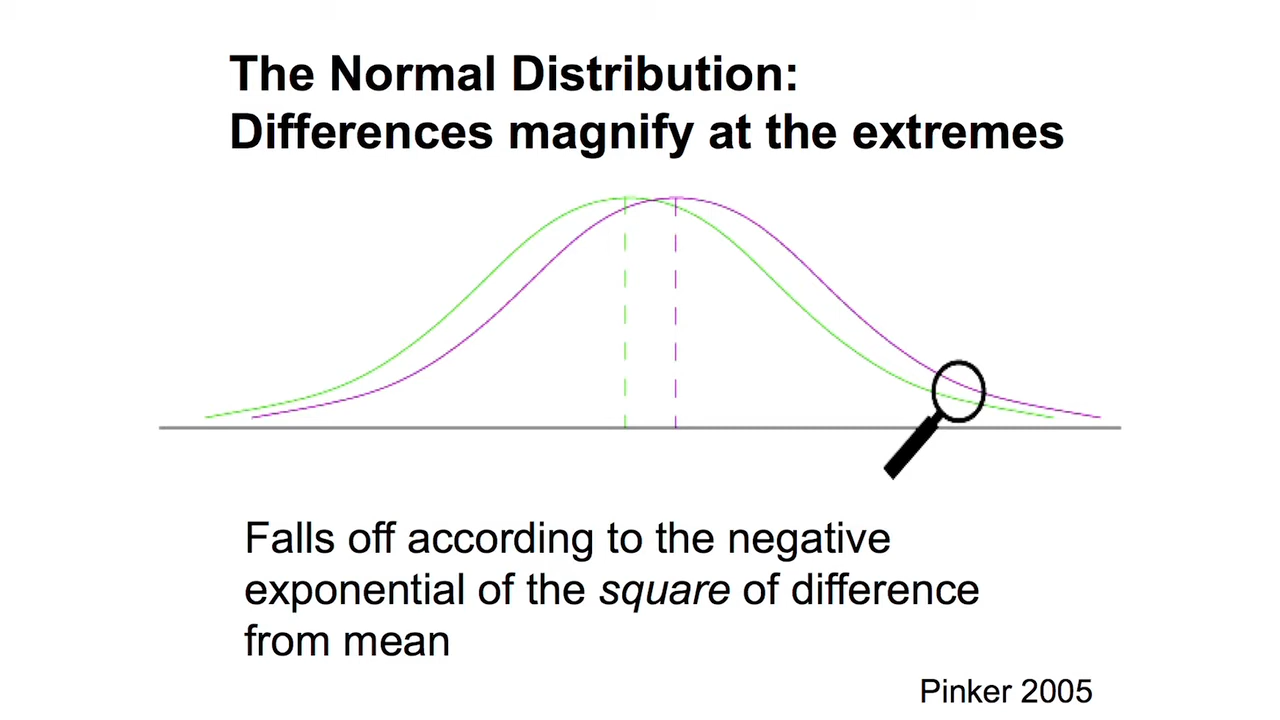 The Normal Distribution:
Differences magnify at the extremes
Falls off according to the negative
exponential of the square of difference
from mean
Pinker 2005